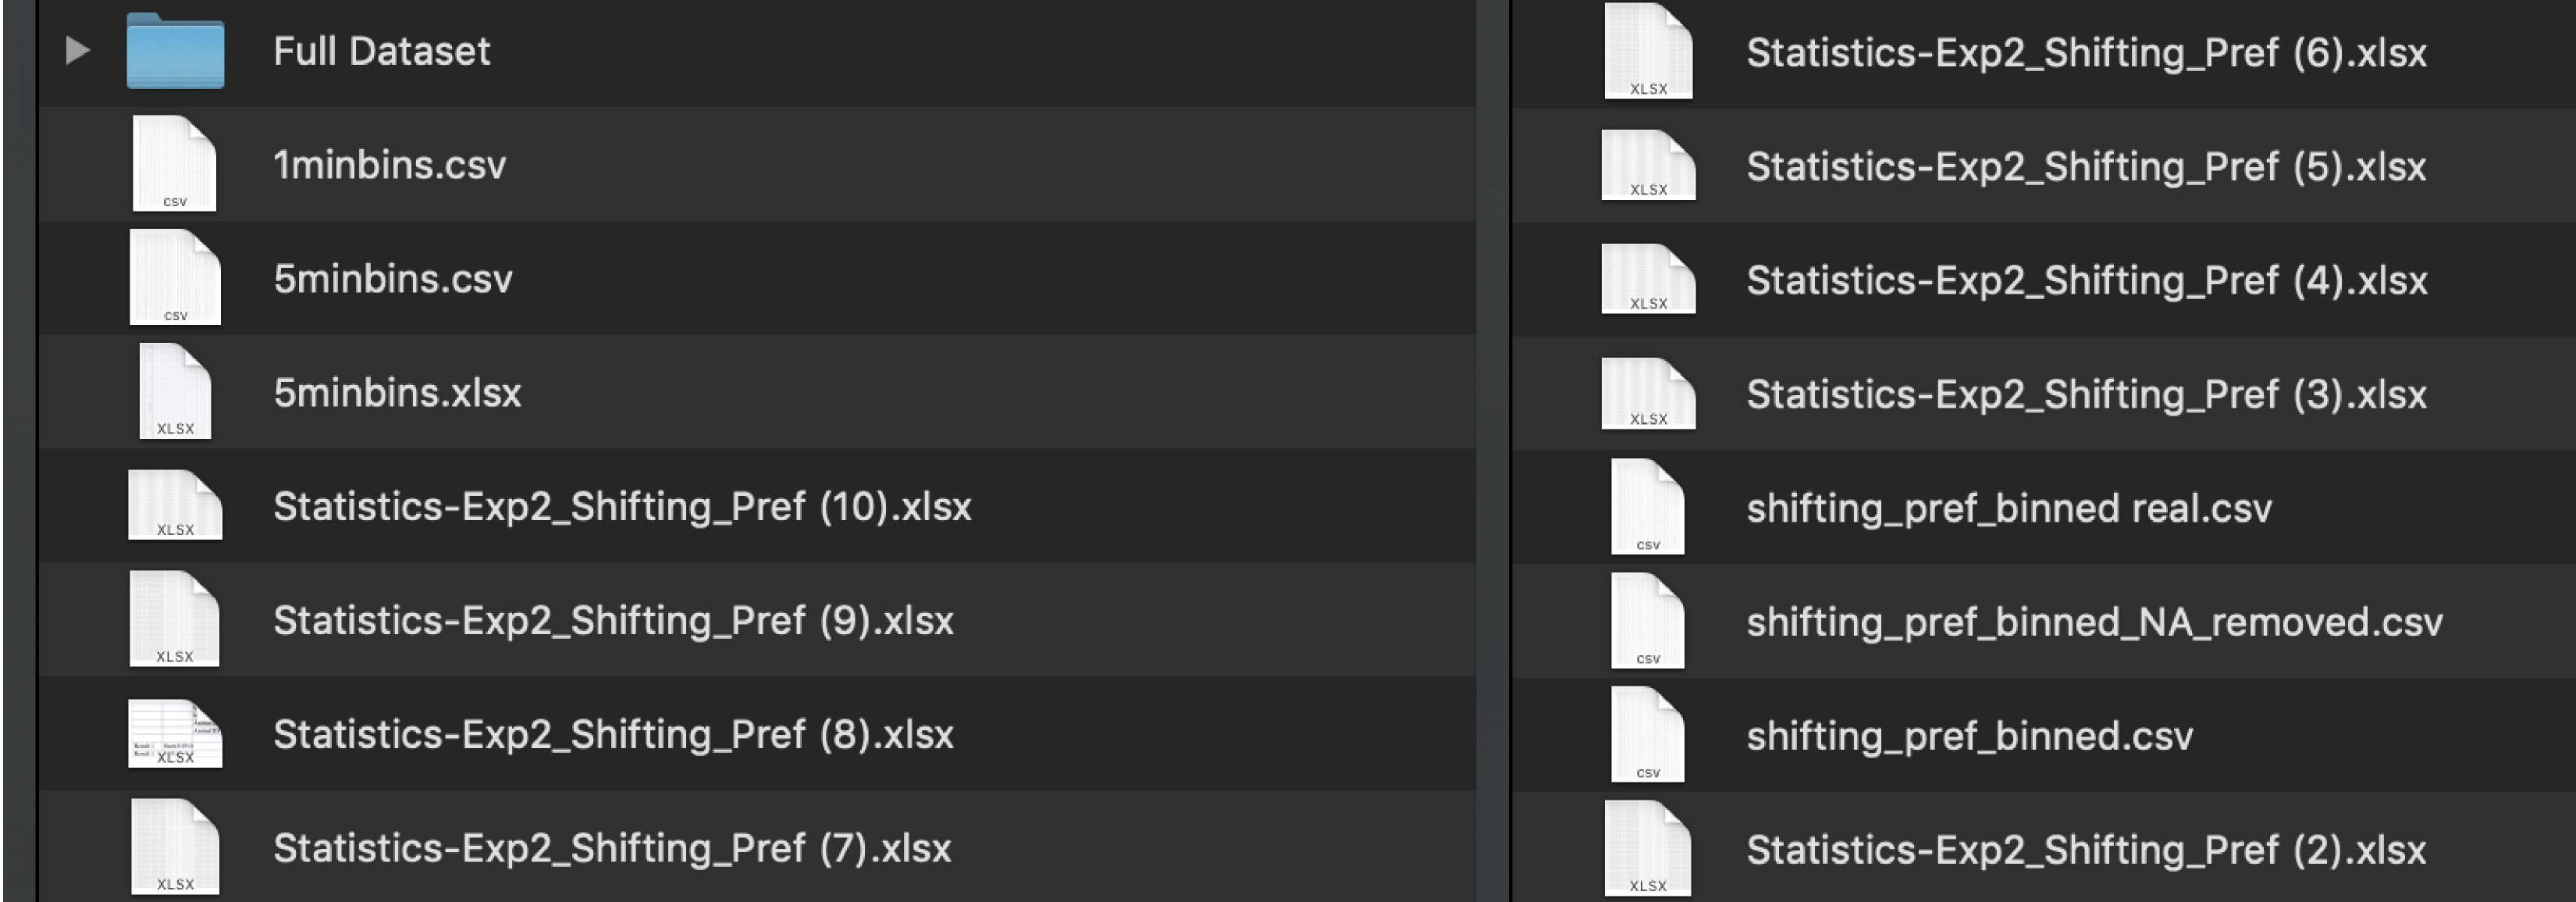 Full Dataset
1minbins.csv
5minbins.csv
5minbins.xlsx
Statistics-Exp2_Shifting_Pref (10).xlsx
Statistics-Exp2_Shifting_Pref (9).xlsx
Statistics-Exp2_Shifting_Pref (8).xlsx
Statistics-Exp2_Shifting_Pref (7).xlsx
CSV
CSV
XLSX
XLSX
XLSX
XLSX
XLSX
Statistics-Exp2_Shifting_Pref (6).xlsx
Statistics-Exp2_Shifting_Pref (5).xlsx
Statistics-Exp2_Shifting_Pref (4).xlsx
Statistics-Exp2_Shifting_Pref (3).xlsx
shifting_pref_binned real.csv
shifting_pref_binned_NA_removed.csv
shifting_pref_binned.csv
Statistics-Exp2_Shifting_Pref (2).xlsx
XLSX
XLSX
XLSX
XLSX
CSV
CSV
CSV
XLSX